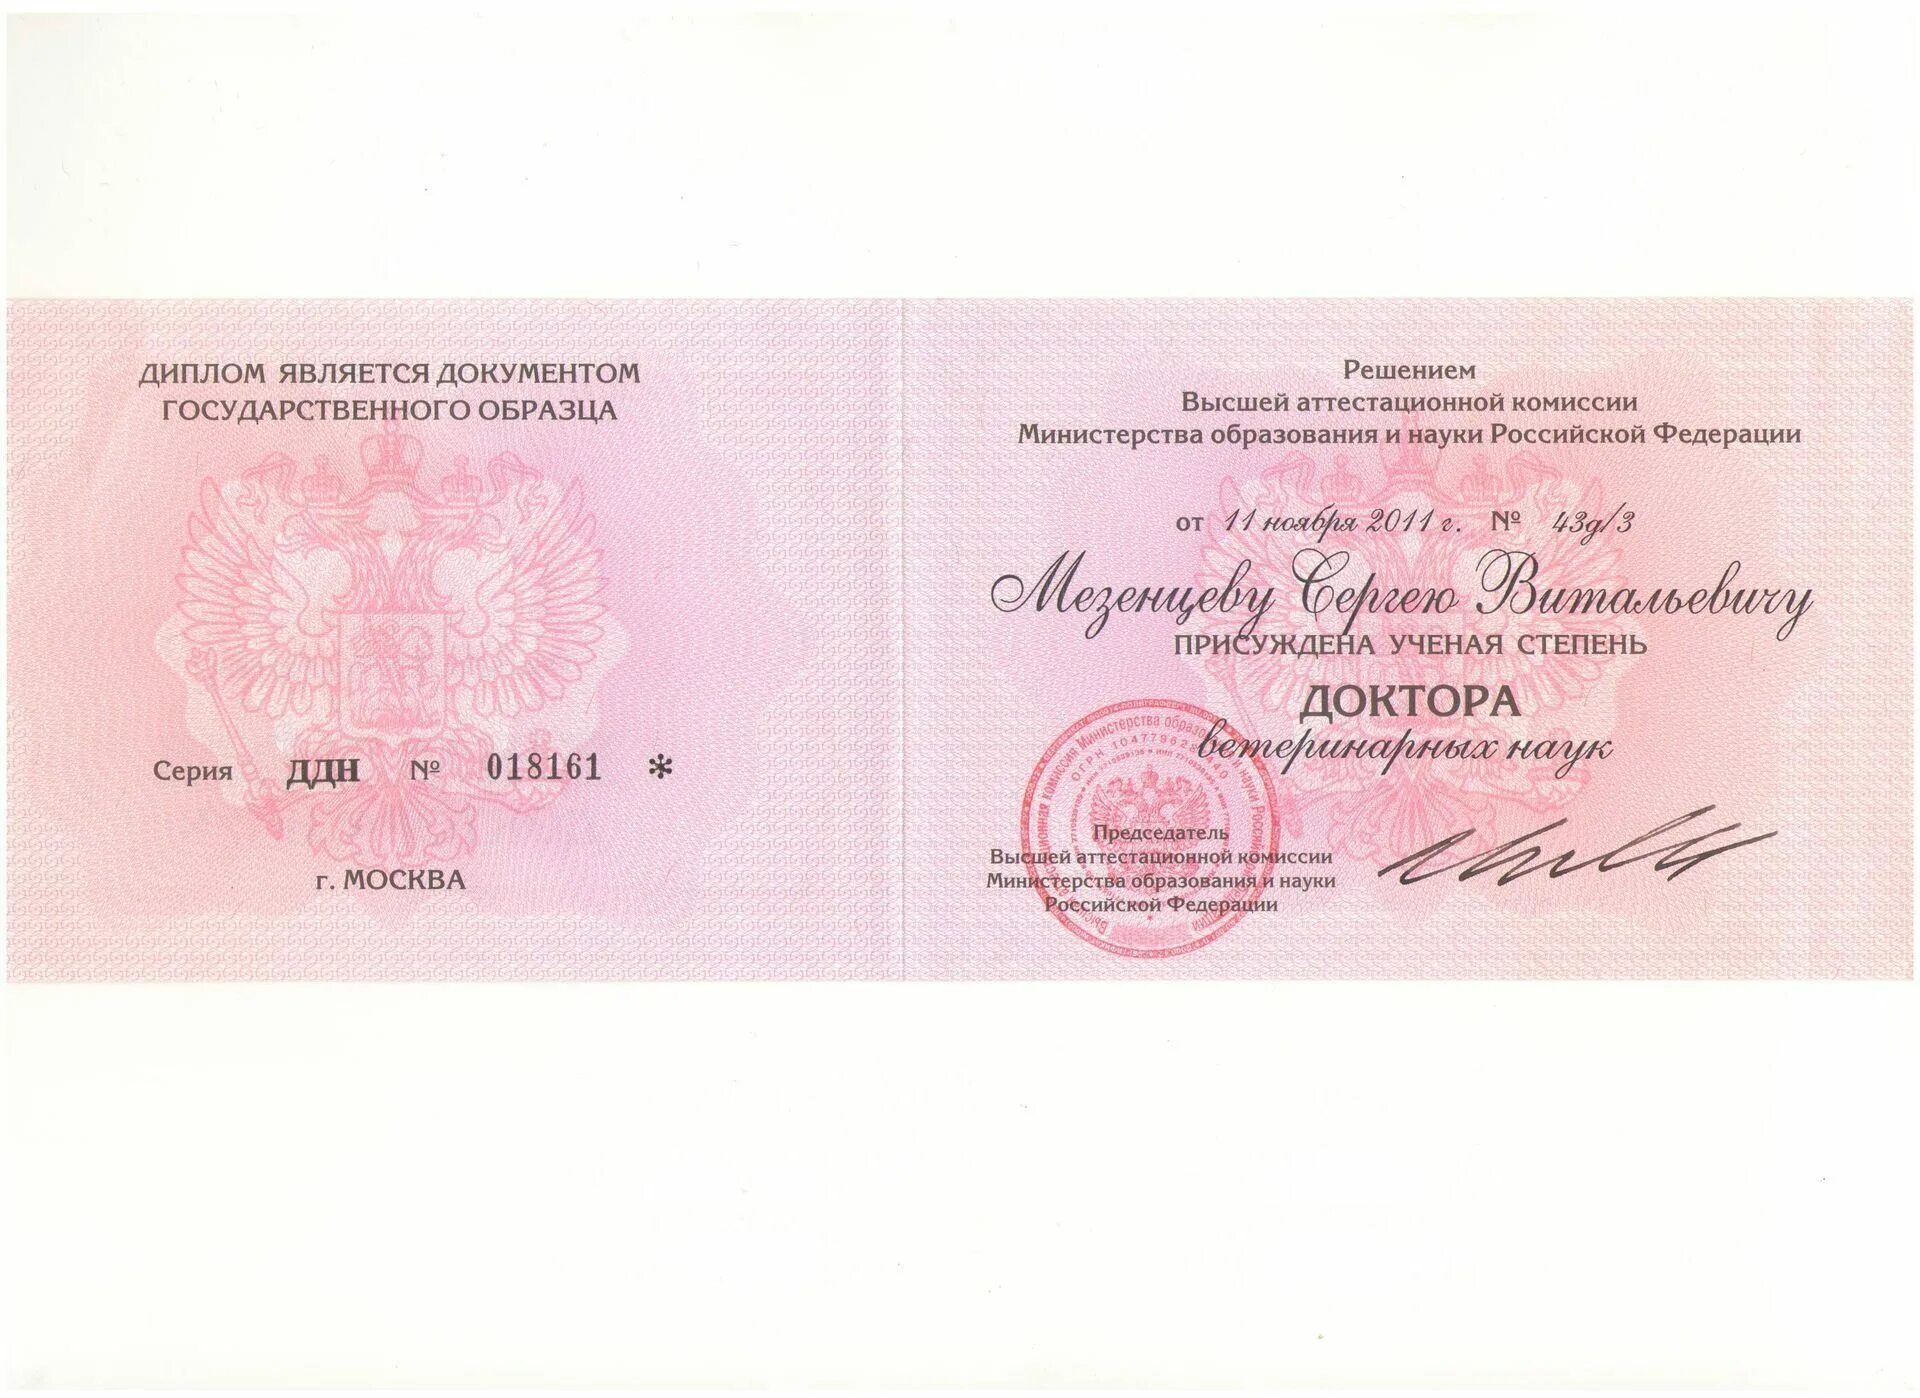 ДИПЛОМ ЯВЛЯЕТСЯ ДОКУМЕНТОМ
ГОСУДАРСТВЕННОГО ОБРАЗЦА
Серия ДДН № 018161 *
г. МОСКВА
Решением
Высшей аттестационной комиссии
Министерства образования и науки Российской Федерации
от 11 ноября 2011 г. № 43д/3
Мезенцеву Сергею Витальевичу
ПРИСУЖДЕНА УЧЕНАЯ СТЕПЕНЬ
ДОКТОРА
ветеринарных наук
Председатель
Высшей аттестационной комиссии
Министерства образования и науки
Российской Федерации